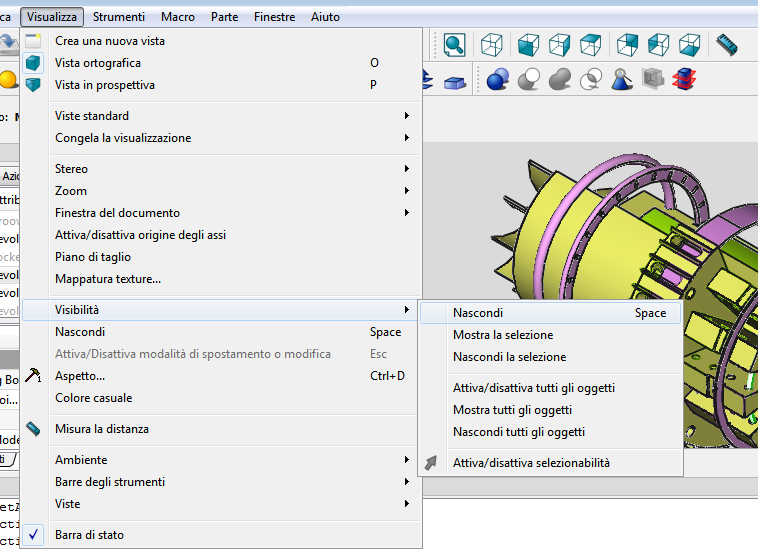 Visualizza Strumenti Macro Parte Finestre Aiuto
Crea una nuova vista
Vista ortografica O
Vista in prospettiva P
Viste standard
Congela la visualizzazione
Stereo
Zoom
Finestra del documento
Attiva/disattiva origine degli assi
Piano di taglio
Mappatura texture...
Visibilità
Nascondi Space
Attiva/Disattiva modalità di spostamento o modifica Esc
Aspetto... Ctrl+D
Colore casuale
Misura la distanza
Ambiente
Barre degli strumenti
Viste
Barra di stato
Nascondi Space
Mostra la selezione
Nascondi la selezione
Attiva/disattiva tutti gli oggetti
Mostra tutti gli oggetti
Nascondi tutti gli oggetti
Attiva/disattiva selezionabilità